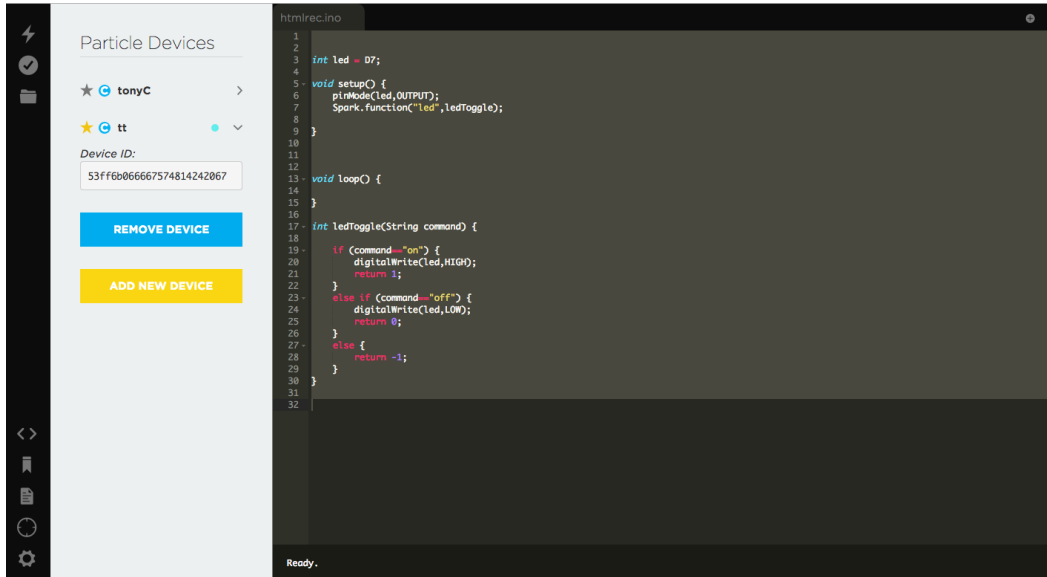 htmlrec.ino
Particle Devices
tonyC
tt
Device ID:
53ff6b066667574814242067
REMOVE DEVICE
ADD NEW DEVICE
1
2
3 int led = D7;
4
5 void setup() {
6 pinMode(led,OUTPUT);
7 Spark.function("led",ledToggle);
8
9 }
10
11
12
13 void loop() {
14
15 }
16
17 int ledToggle(String command) {
18
19 if (command=="on") {
20 digitalWrite(led,HIGH);
21 return 1;
22 }
23 else if (command=="off") {
24 digitalWrite(led,LOW);
25 return 0;
26 }
27 else {
28 return -1;
29 }
30 }
31
32
Ready.